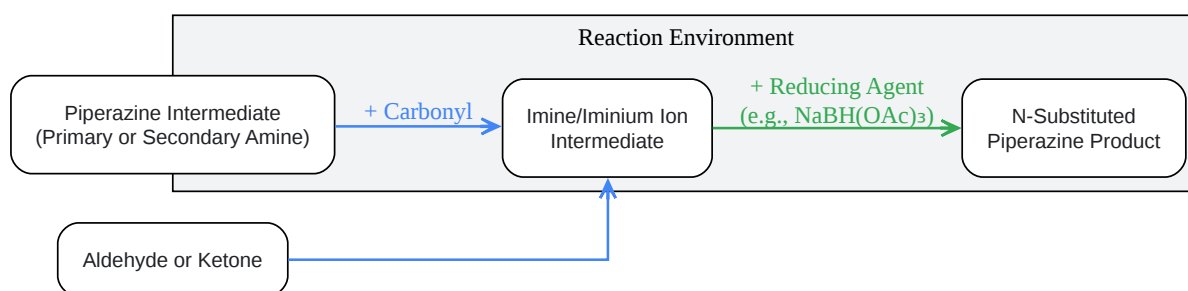 Reaction Environment
Piperazine Intermediate
(Primary or Secondary Amine)
+ Carbonyl
Imine/Iminium Ion
Intermediate
+ Reducing Agent
(e.g., NaBH(OAc)₃)
N-Substituted
Piperazine Product
Aldehyde or Ketone